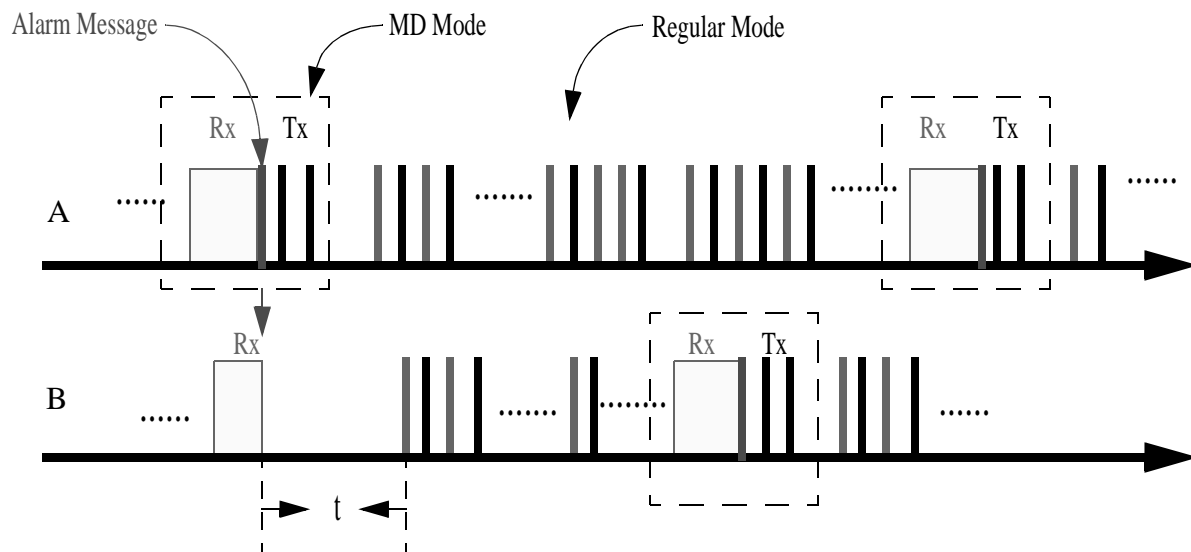 Alarm Message MD Mode Regular Mode
Rx Tx Rx Tx
A
Rx Rx Tx
B
t